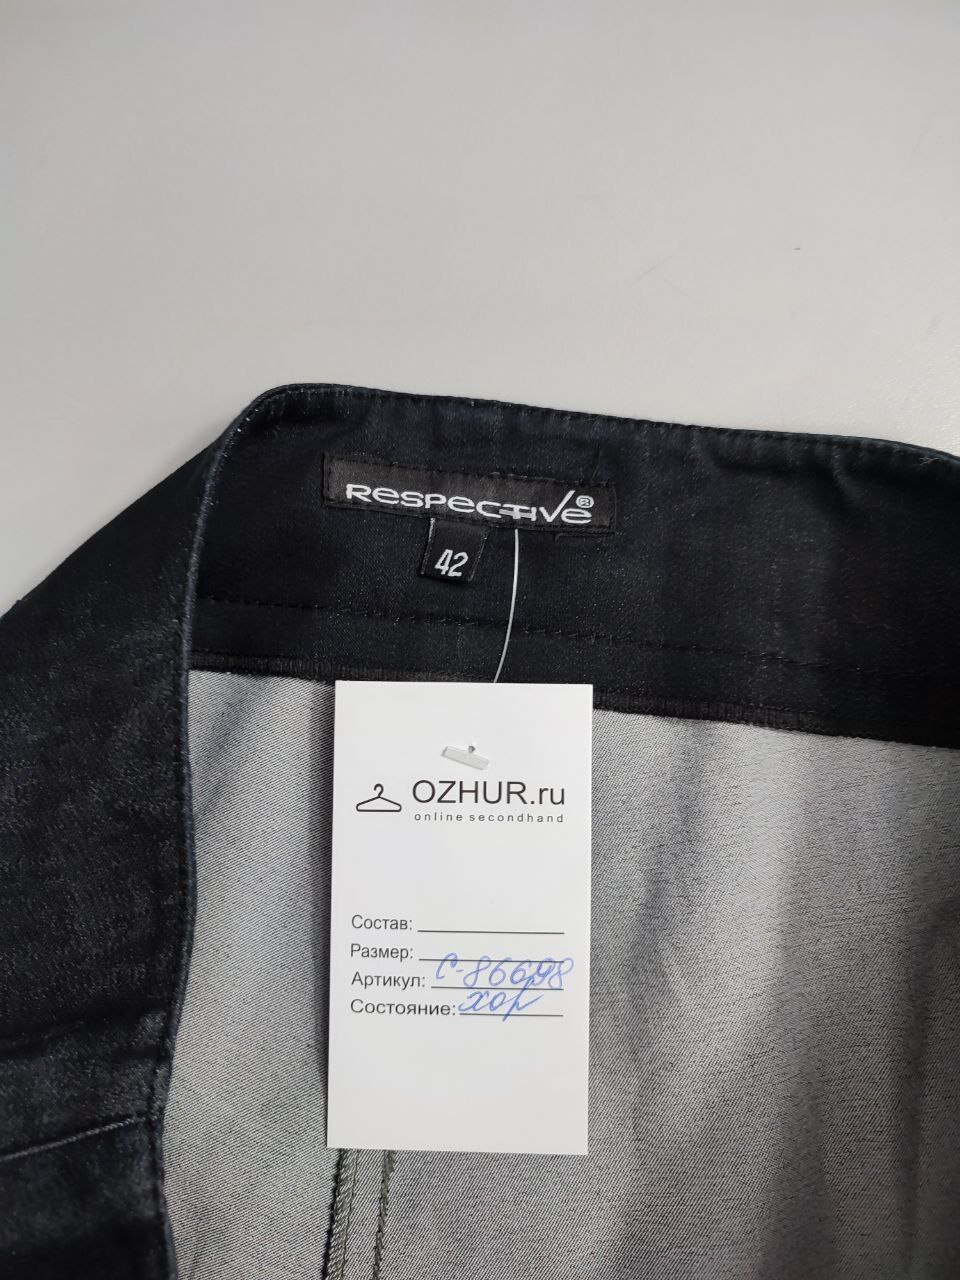 Respective®
42
OZHUR.ru
online secondhand
Состав:
Размер:
Артикул: С-86698
Состояние: хор